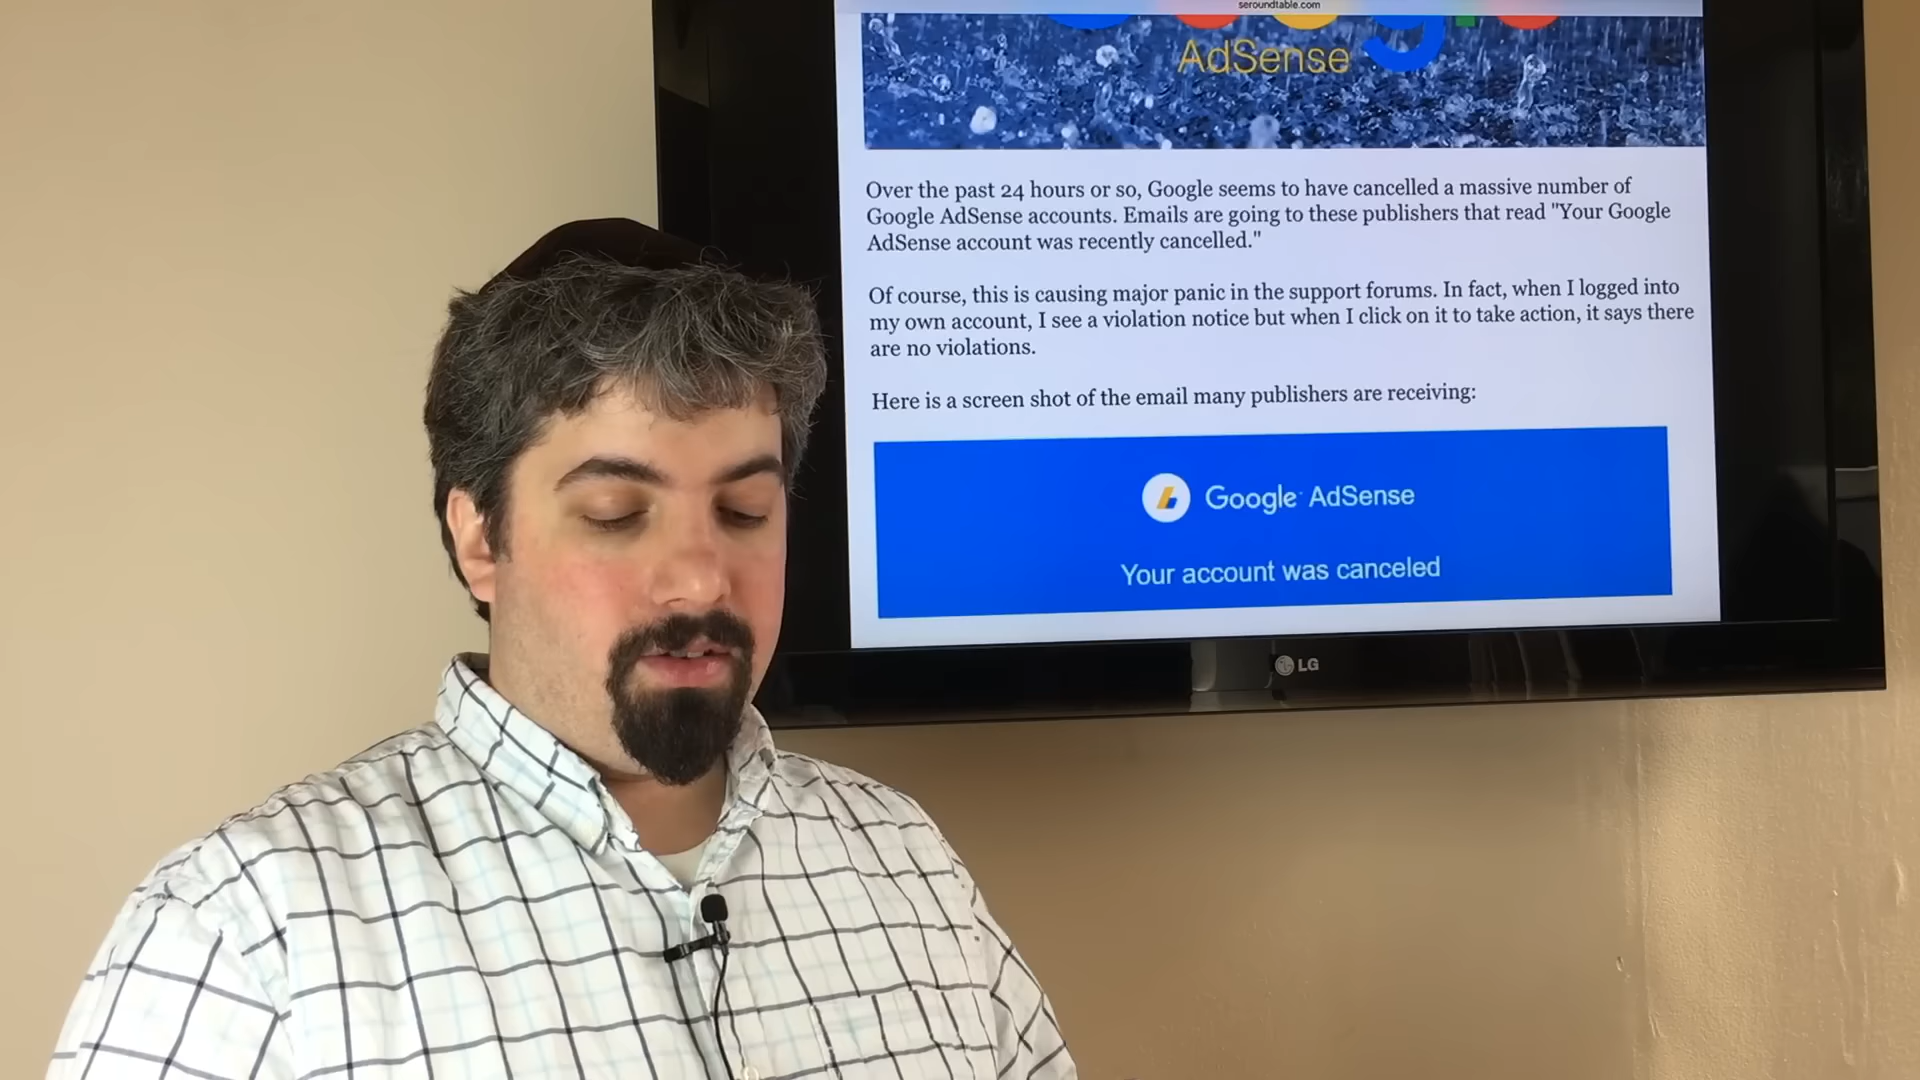 seroundtable.com
AdSense
Over the past 24 hours or so, Google seems to have cancelled a massive number of
Google AdSense accounts. Emails are going to these publishers that read "Your Google
AdSense account was recently cancelled."
Of course, this is causing major panic in the support forums. In fact, when I logged into
my own account, I see a violation notice but when I click on it to take action, it says there
are no violations.
Here is a screen shot of the email many publishers are receiving:
Google AdSense
Your account was canceled
LG